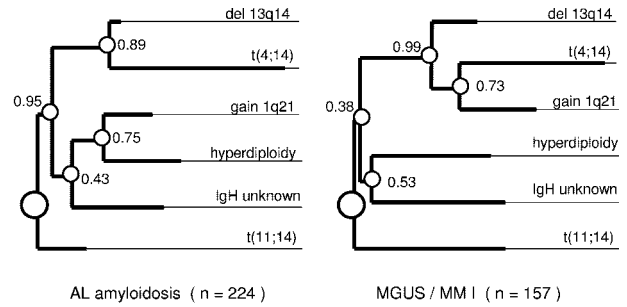 del 13q14
0.89
t(4;14)
0.95
gain 1q21
0.75
hyperdiploidy
0.43
IgH unknown
t(11;14)
AL amyloidosis ( n = 224 )
del 13q14
0.99
t(4;14)
0.73
gain 1q21
0.38
hyperdiploidy
0.53
IgH unknown
t(11;14)
MGUS / MM I ( n = 157 )